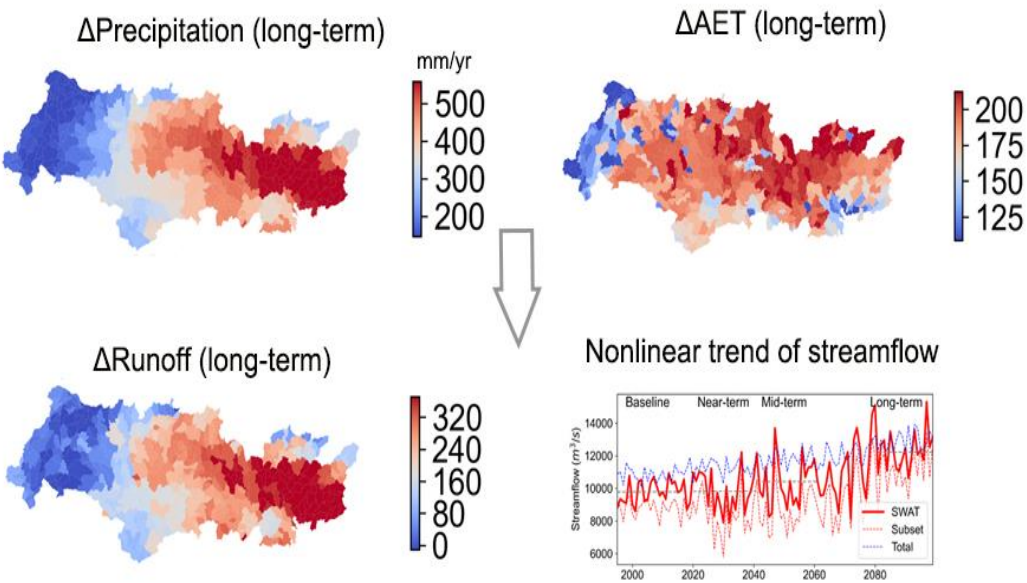 ΔPrecipitation (long-term)
mm/yr
500
400
300
200
ΔAET (long-term)
200
175
150
125
ΔRunoff (long-term)
320
240
160
80
0
Nonlinear trend of streamflow
Baseline Near-term Mid-term Long-term
Streamflow (m³/s)
14000
12000
10000
8000
6000
SWAT
Subset
Total
2000 2020 2040 2060 2080